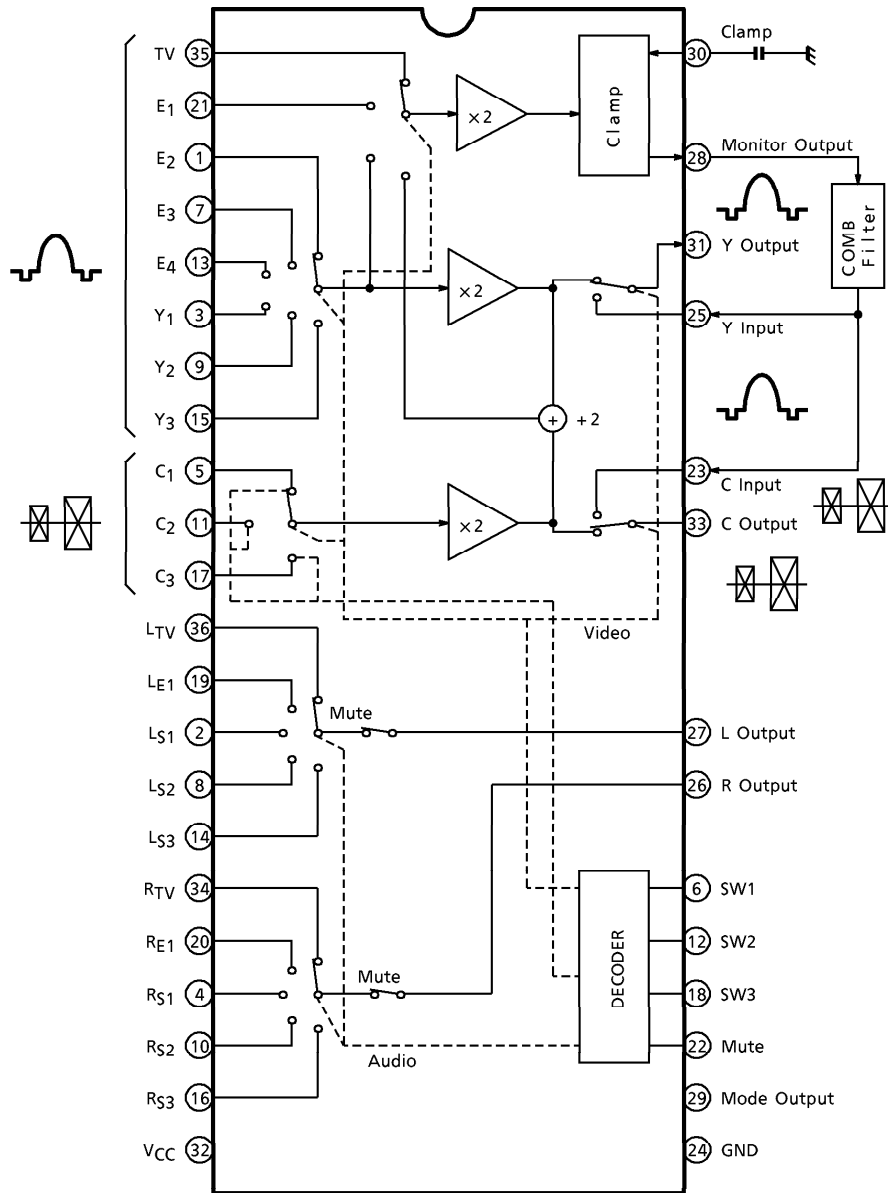 TV 35
E1 21
E2 1
E3 7
E4 13
Y1 3
Y2 9
Y3 15
C1 5
C2 11
C3 17
LTV 36
LE1 19
LS1 2
LS2 8
LS3 14
RTV 34
RE1 20
RS1 4
RS2 10
RS3 16
VCC 32
×2
×2
+ +2
×2
Clamp
Mute
Mute
Video
Audio
DECODER
30 Clamp
28 Monitor Output
COMB
Filter
31 Y Output
25 Y Input
23 C Input
33 C Output
27 L Output
26 R Output
6 SW1
12 SW2
18 SW3
22 Mute
29 Mode Output
24 GND